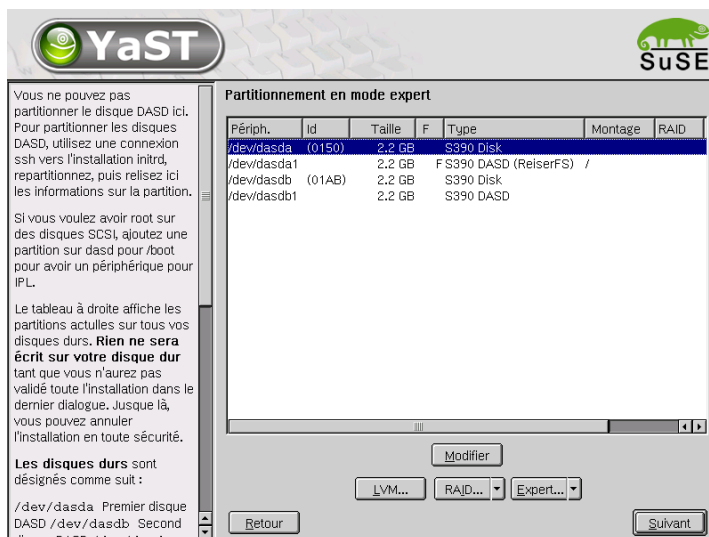 YaST
SuSE
Vous ne pouvez pas
partitionner le disque DASD ici.
Pour partitionner les disques
DASD, utilisez une connexion
ssh vers l'installation initrd,
repartitionnez, puis relisez ici
les informations sur la partition.
Si vous voulez avoir root sur
des disques SCSI, ajoutez une
partition sur dasd pour /boot
pour avoir un périphérique pour
IPL.
Le tableau à droite affiche les
partitions actulles sur tous vos
disques durs. Rien ne sera
écrit sur votre disque dur
tant que vous n'aurez pas
validé toute l'installation dans le
dernier dialogue. Jusque là,
vous pouvez annuler
l'installation en toute sécurité.
Les disques durs sont
désignés comme suit :
/dev/dasda Premier disque
DASD /dev/dasdb Second
Partitionnement en mode expert
Périph. Id Taille F Type Montage RAID
/dev/dasda (0150) 2.2 GB S390 Disk
/dev/dasda1 2.2 GB F S390 DASD (ReiserFS) /
/dev/dasdb (01AB) 2.2 GB S390 Disk
/dev/dasdb1 2.2 GB S390 DASD
Modifier
LVM... RAID... Expert...
Retour Suivant